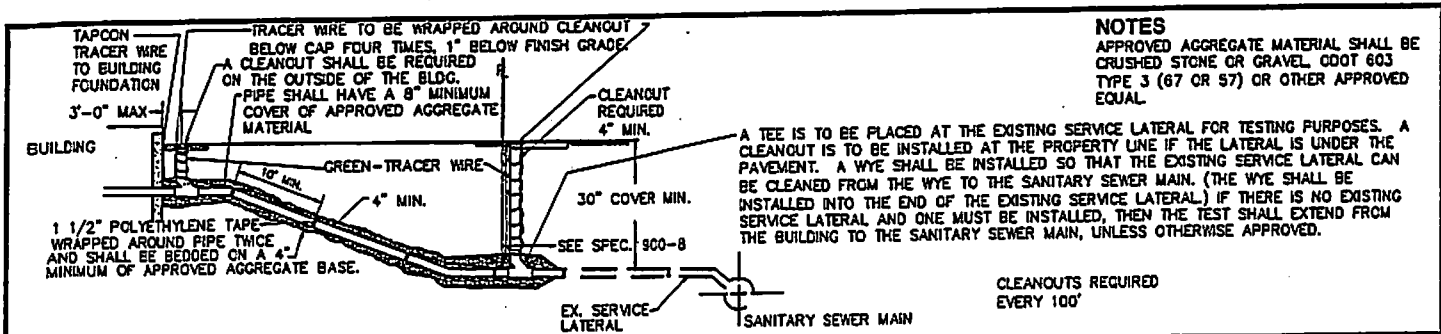 TAPCON
TRACER WIRE
TO BUILDING
FOUNDATION
3'-0" MAX
BUILDING
TRACER WIRE TO BE WRAPPED AROUND CLEANOUT
BELOW CAP FOUR TIMES, 1" BELOW FINISH GRADE.
A CLEANOUT SHALL BE REQUIRED
ON THE OUTSIDE OF THE BLDG.
PIPE SHALL HAVE A 8" MINIMUM
COVER OF APPROVED AGGREGATE
MATERIAL
GREEN-TRACER WIRE
10" MIN.
4" MIN.
1 1/2" POLYETHYLENE TAPE
WRAPPED AROUND PIPE TWICE
AND SHALL BE BEDDED ON A 4"
MINIMUM OF APPROVED AGGREGATE BASE.
CLEANOUT
REQUIRED
4" MIN.
30" COVER MIN.
SEE SPEC. 900-8
EX. SERVICE
LATERAL
SANITARY SEWER MAIN
NOTES
APPROVED AGGREGATE MATERIAL SHALL BE
CRUSHED STONE OR GRAVEL ODOT 603
TYPE 3 (67 OR 57) OR OTHER APPROVED
EQUAL
A TEE IS TO BE PLACED AT THE EXISTING SERVICE LATERAL FOR TESTING PURPOSES. A
CLEANOUT IS TO BE INSTALLED AT THE PROPERTY LINE IF THE LATERAL IS UNDER THE
PAVEMENT. A WYE SHALL BE INSTALLED SO THAT THE EXISTING SERVICE LATERAL CAN
BE CLEANED FROM THE WYE TO THE SANITARY SEWER MAIN. (THE WYE SHALL BE
INSTALLED INTO THE END OF THE EXISTING SERVICE LATERAL.) IF THERE IS NO EXISTING
SERVICE LATERAL AND ONE MUST BE INSTALLED, THEN THE TEST SHALL EXTEND FROM
THE BUILDING TO THE SANITARY SEWER MAIN, UNLESS OTHERWISE APPROVED.
CLEANOUTS REQUIRED
EVERY 100'